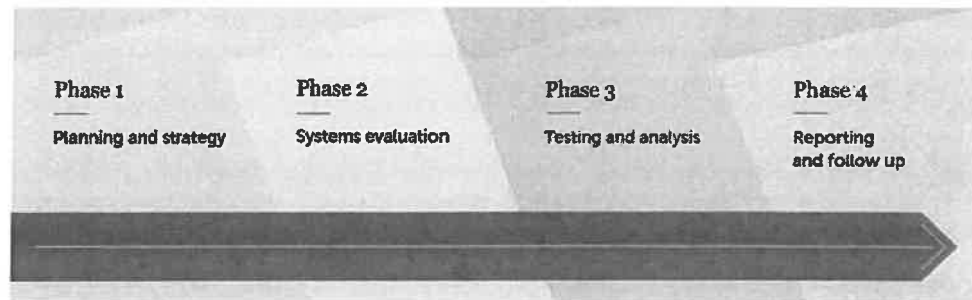 Phase 1
Planning and strategy
Phase 2
Systems evaluation
Phase 3
Testing and analysis
Phase 4
Reporting
and follow up